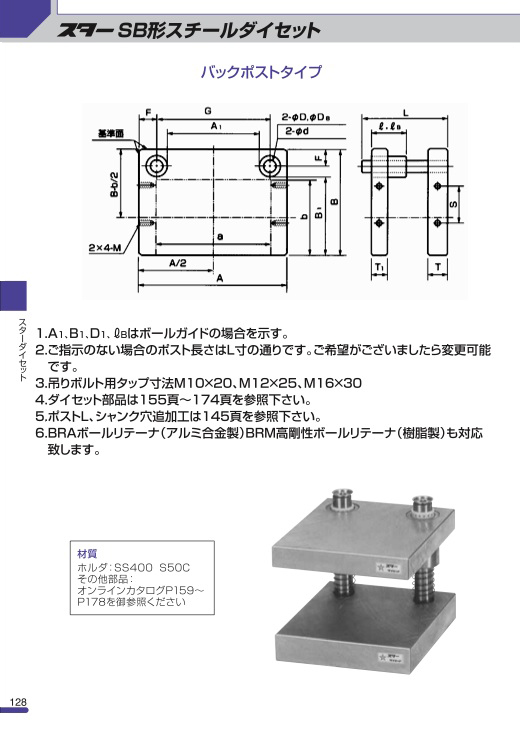 スター SB形スチールダイセット
バックポストタイプ
F
G
A1
2-φD,φDB
2-φd
L
ℓ・ℓB
基準面
F
B-b/2
b
B1
B
S
a
2×4-M
A/2
A
T1
T
スターダイセット
1.A1、B1、D1、ℓBはボールガイドの場合を示す。
2.ご指示のない場合のポスト長さはL寸の通りです。ご希望がございましたら変更可能
です。
3.吊りボルト用タップ寸法M10×20、M12×25、M16×30
4.ダイセット部品は155頁～174頁を参照下さい。
5.ポストL、シャンク穴追加工は145頁を参照下さい。
6.BRAボールリテーナ（アルミ合金製）BRM高剛性ボールリテーナ（樹脂製）も対応
致します。
材質
ホルダ：SS400 S50C
その他部品：
オンラインカタログP159～
P178を御参照ください
スター
スター
128